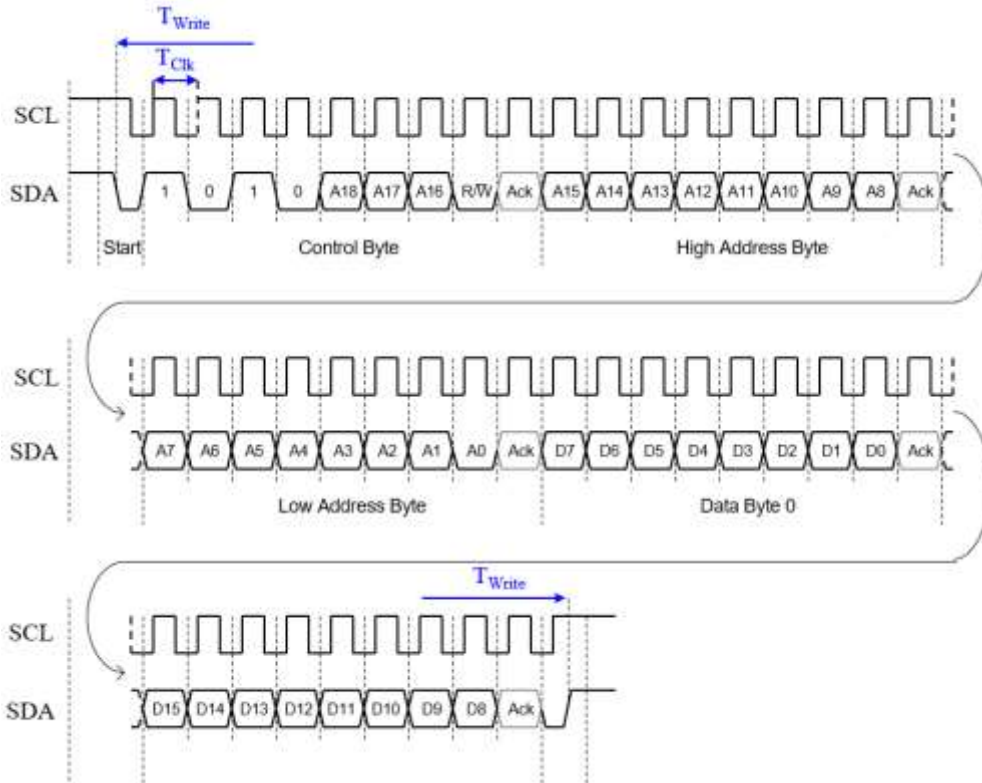 T_Write
T_Clk
SCL
SDA 1 0 1 0 A18 A17 A16 R/W̅ Ack A15 A14 A13 A12 A11 A10 A9 A8 Ack
Start Control Byte High Address Byte
SCL
SDA A7 A6 A5 A4 A3 A2 A1 A0 Ack D7 D6 D5 D4 D3 D2 D1 D0 Ack
Low Address Byte Data Byte 0
T_Write
SCL
SDA D15 D14 D13 D12 D11 D10 D9 D8 Ack